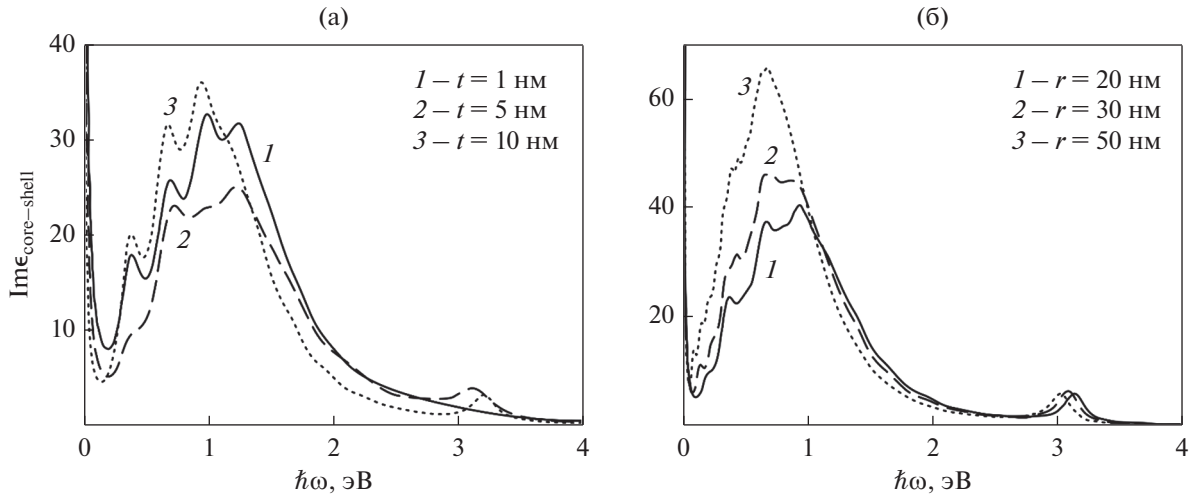 (а)
40
30
20
10
0
1
2
3
4
Imϵcore–shell
ħω, эВ
1 – t = 1 нм
2 – t = 5 нм
3 – t = 10 нм
3
1
2
(б)
60
40
20
0
1
2
3
4
ħω, эВ
1 – r = 20 нм
2 – r = 30 нм
3 – r = 50 нм
3
2
1